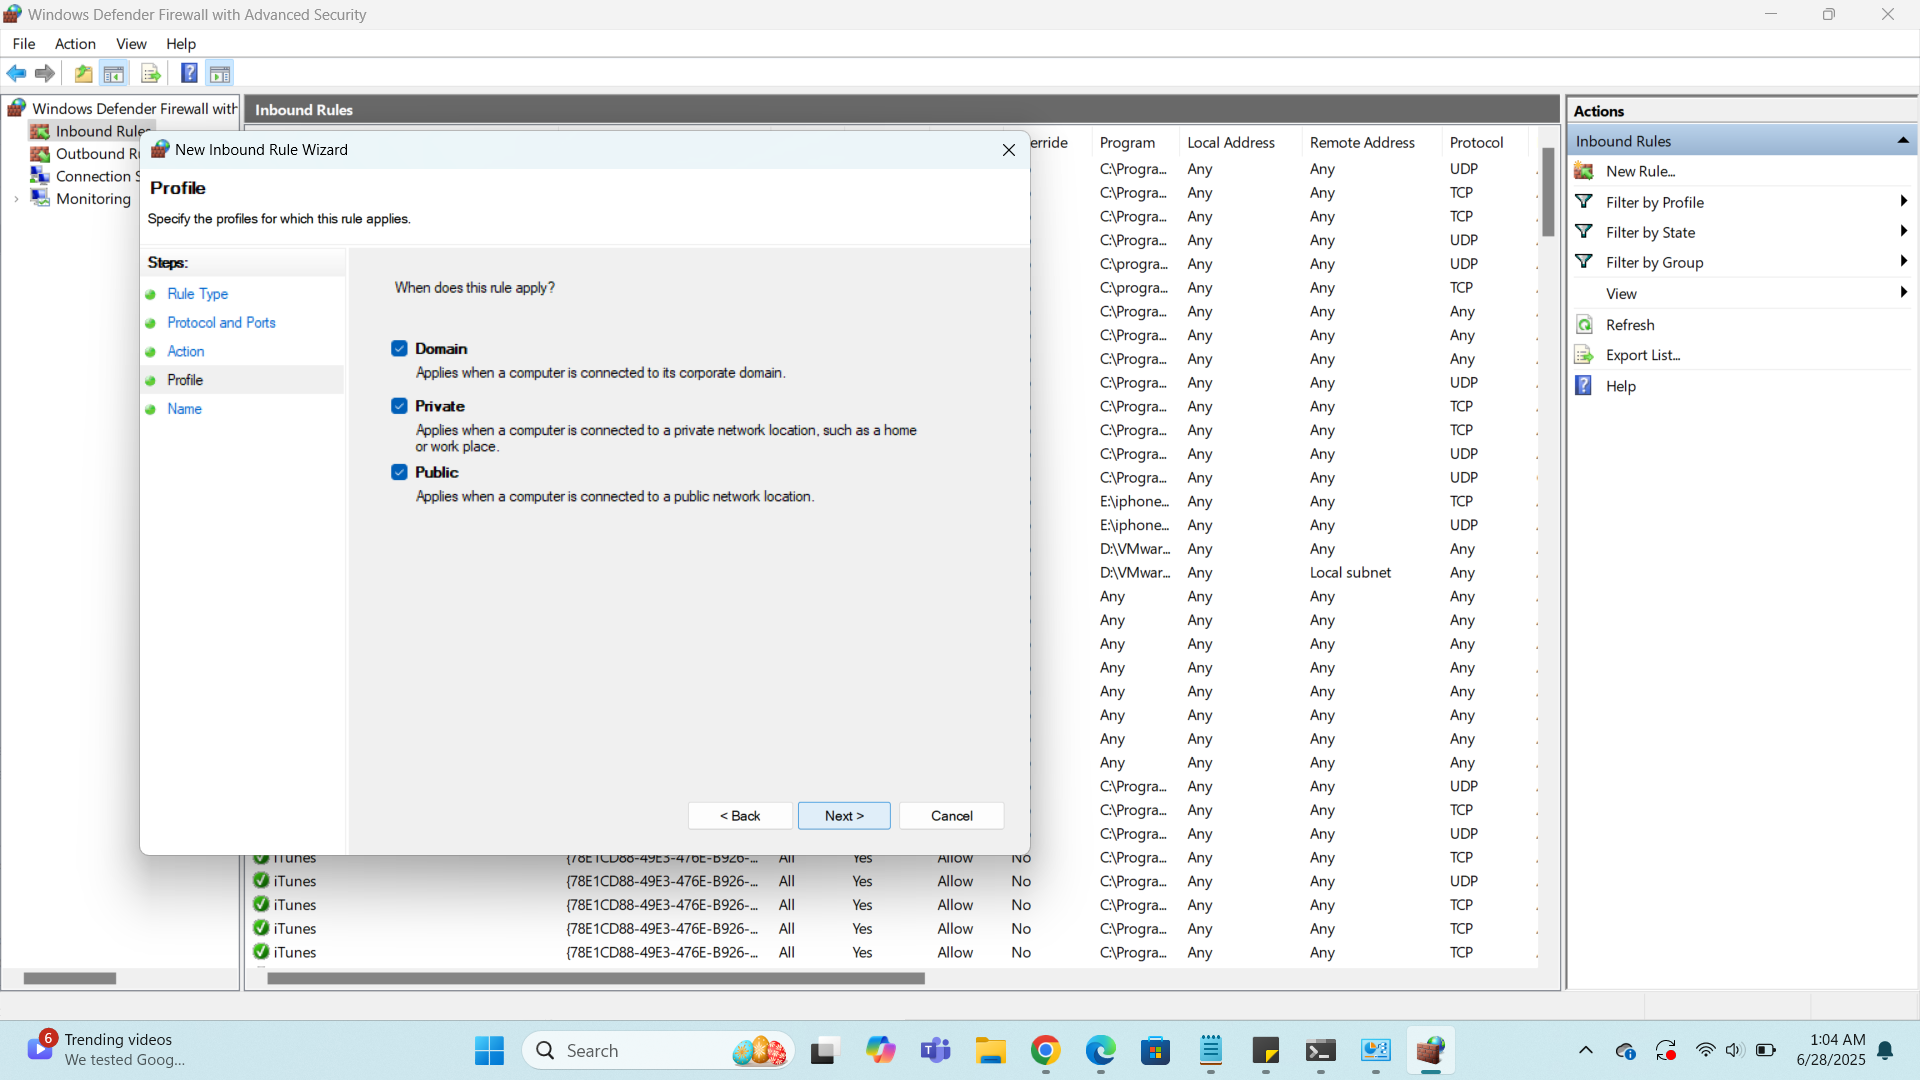 Windows Defender Firewall with Advanced Security
File Action View Help
Windows Defender Firewall with
Inbound Rules
Outbound Ru
Connection S
Monitoring
Inbound Rules
New Inbound Rule Wizard
Profile
Specify the profiles for which this rule applies.
Steps:
Rule Type
Protocol and Ports
Action
Profile
Name
When does this rule apply?
Domain
Applies when a computer is connected to its corporate domain.
Private
Applies when a computer is connected to a private network location, such as a home
or work place.
Public
Applies when a computer is connected to a public network location.
< Back Next > Cancel
erride Program Local Address Remote Address Protocol
C:\Progra... Any Any UDP
C:\Progra... Any Any TCP
C:\Progra... Any Any TCP
C:\Progra... Any Any UDP
C:\progra... Any Any UDP
C:\progra... Any Any TCP
C:\Progra... Any Any Any
C:\Progra... Any Any Any
C:\Progra... Any Any Any
C:\Progra... Any Any UDP
C:\Progra... Any Any TCP
C:\Progra... Any Any TCP
C:\Progra... Any Any UDP
C:\Progra... Any Any UDP
E:\iphone... Any Any TCP
E:\iphone... Any Any UDP
D:\VMwar... Any Any Any
D:\VMwar... Any Local subnet Any
Any Any Any Any
Any Any Any Any
Any Any Any Any
Any Any Any Any
Any Any Any Any
Any Any Any Any
Any Any Any Any
Any Any Any Any
C:\Progra... Any Any UDP
C:\Progra... Any Any TCP
C:\Progra... Any Any UDP
iTunes {78E1CD88-49E3-476E-B926-... All Yes Allow No C:\Progra... Any Any TCP
iTunes {78E1CD88-49E3-476E-B926-... All Yes Allow No C:\Progra... Any Any UDP
iTunes {78E1CD88-49E3-476E-B926-... All Yes Allow No C:\Progra... Any Any TCP
iTunes {78E1CD88-49E3-476E-B926-... All Yes Allow No C:\Progra... Any Any TCP
iTunes {78E1CD88-49E3-476E-B926-... All Yes Allow No C:\Progra... Any Any TCP
Actions
Inbound Rules
New Rule...
Filter by Profile
Filter by State
Filter by Group
View
Refresh
Export List...
Help
6
Trending videos
We tested Goog...
Search
1:04 AM
6/28/2025